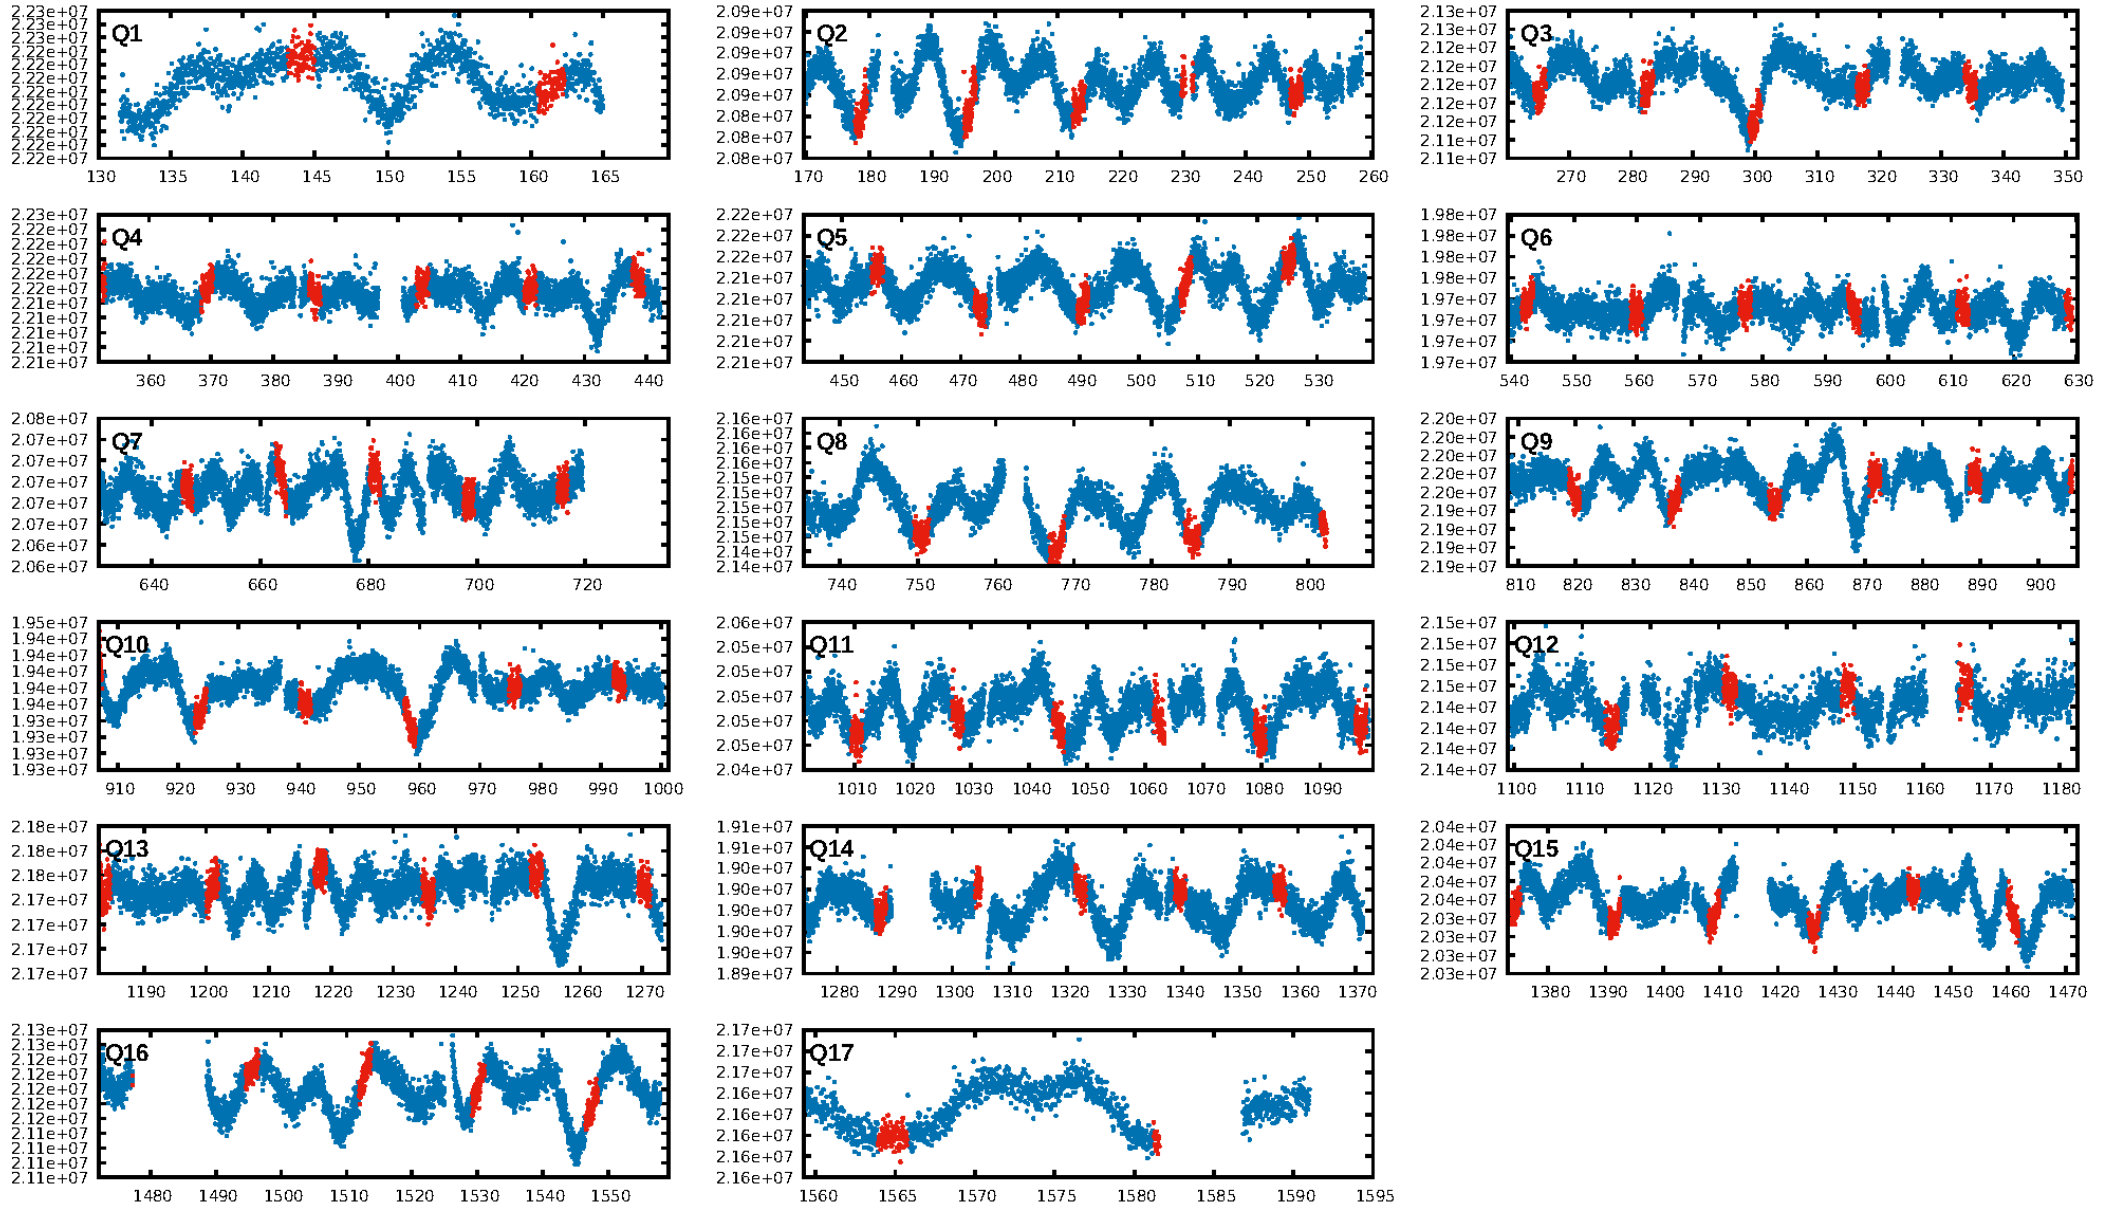 2.23e+07
2.23e+07
2.23e+07
2.22e+07
2.22e+07
2.22e+07
2.22e+07
2.22e+07
2.22e+07
2.22e+07
2.22e+07
2.22e+07
Q1
130 135 140 145 150 155 160 165
2.09e+07
2.09e+07
2.09e+07
2.09e+07
2.09e+07
2.08e+07
2.08e+07
2.08e+07
Q2
170 180 190 200 210 220 230 240 250 260
2.13e+07
2.13e+07
2.12e+07
2.12e+07
2.12e+07
2.12e+07
2.12e+07
2.11e+07
2.11e+07
Q3
270 280 290 300 310 320 330 340 350
2.23e+07
2.22e+07
2.22e+07
2.22e+07
2.22e+07
2.22e+07
2.21e+07
2.21e+07
2.21e+07
2.21e+07
2.21e+07
Q4
360 370 380 390 400 410 420 430 440
2.22e+07
2.22e+07
2.22e+07
2.21e+07
2.21e+07
2.21e+07
2.21e+07
2.21e+07
Q5
450 460 470 480 490 500 510 520 530
1.98e+07
1.98e+07
1.98e+07
1.98e+07
1.97e+07
1.97e+07
1.97e+07
1.97e+07
Q6
540 550 560 570 580 590 600 610 620 630
2.08e+07
2.07e+07
2.07e+07
2.07e+07
2.07e+07
2.07e+07
2.06e+07
2.06e+07
Q7
640 660 680 700 720
2.16e+07
2.16e+07
2.16e+07
2.16e+07
2.15e+07
2.15e+07
2.15e+07
2.15e+07
2.15e+07
2.14e+07
2.14e+07
Q8
740 750 760 770 780 790 800
2.20e+07
2.20e+07
2.20e+07
2.20e+07
2.20e+07
2.19e+07
2.19e+07
2.19e+07
2.19e+07
Q9
810 820 830 840 850 860 870 880 890 900
1.95e+07
1.94e+07
1.94e+07
1.94e+07
1.94e+07
1.94e+07
1.93e+07
1.93e+07
1.93e+07
1.93e+07
Q10
910 920 930 940 950 960 970 980 990 1000
2.06e+07
2.05e+07
2.05e+07
2.05e+07
2.05e+07
2.05e+07
2.04e+07
Q11
1010 1020 1030 1040 1050 1060 1070 1080 1090
2.15e+07
2.15e+07
2.15e+07
2.15e+07
2.14e+07
2.14e+07
2.14e+07
2.14e+07
Q12
1100 1110 1120 1130 1140 1150 1160 1170 1180
2.18e+07
2.18e+07
2.18e+07
2.17e+07
2.17e+07
2.17e+07
2.17e+07
Q13
1190 1200 1210 1220 1230 1240 1250 1260 1270
1.91e+07
1.91e+07
1.90e+07
1.90e+07
1.90e+07
1.90e+07
1.90e+07
1.89e+07
Q14
1280 1290 1300 1310 1320 1330 1340 1350 1360 1370
2.04e+07
2.04e+07
2.04e+07
2.04e+07
2.04e+07
2.03e+07
2.03e+07
2.03e+07
2.03e+07
Q15
1380 1390 1400 1410 1420 1430 1440 1450 1460 1470
2.13e+07
2.13e+07
2.12e+07
2.12e+07
2.12e+07
2.12e+07
2.12e+07
2.11e+07
2.11e+07
2.11e+07
2.11e+07
Q16
1480 1490 1500 1510 1520 1530 1540 1550
2.17e+07
2.17e+07
2.17e+07
2.16e+07
2.16e+07
2.16e+07
2.16e+07
2.16e+07
Q17
1560 1565 1570 1575 1580 1585 1590 1595